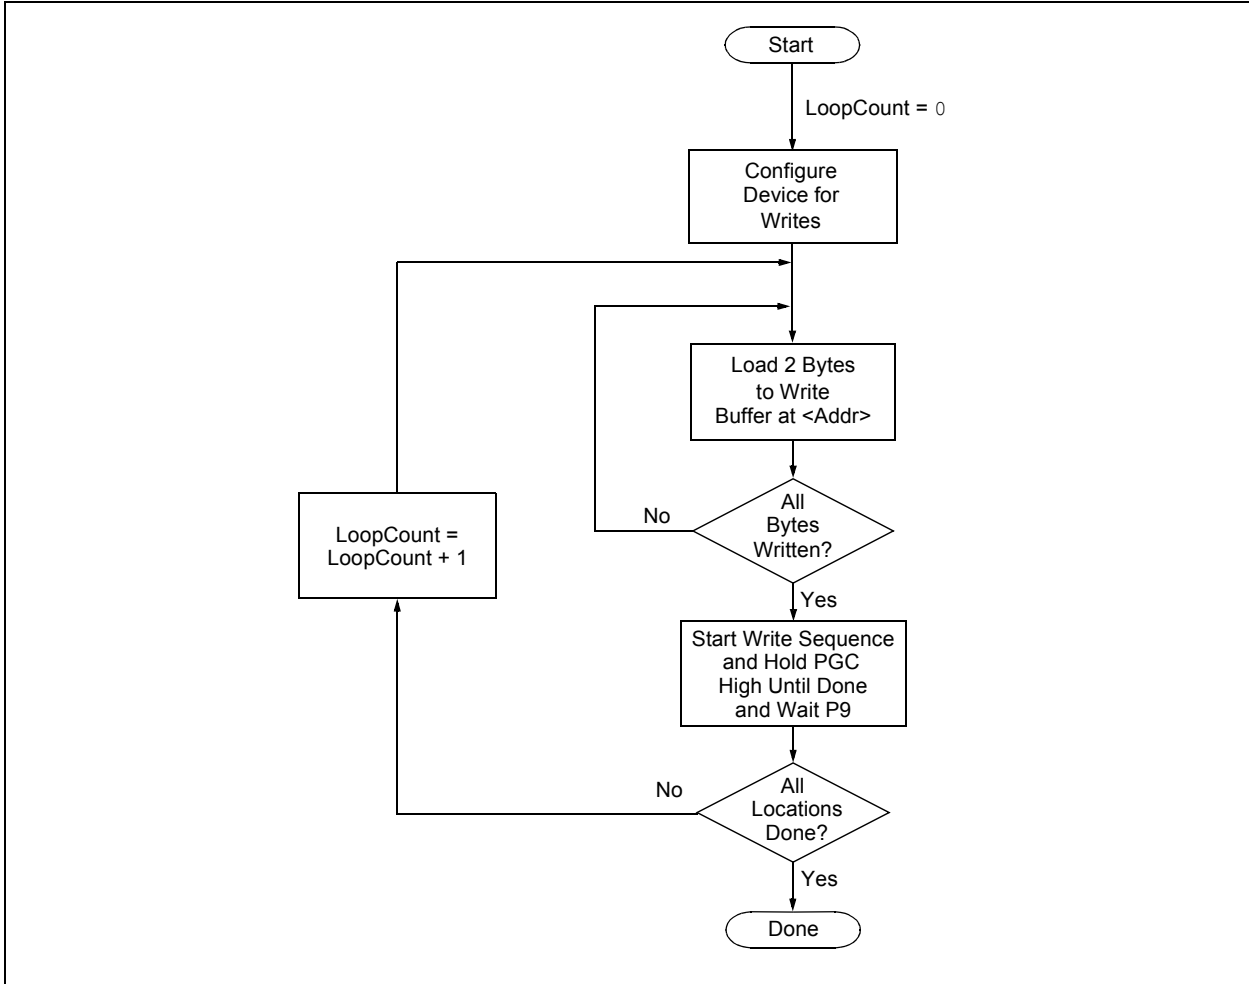 Start
LoopCount = 0
Configure
Device for
Writes
Load 2 Bytes
to Write
Buffer at <Addr>
All
Bytes
Written?
No
Yes
LoopCount =
LoopCount + 1
Start Write Sequence
and Hold PGC
High Until Done
and Wait P9
All
Locations
Done?
No
Yes
Done